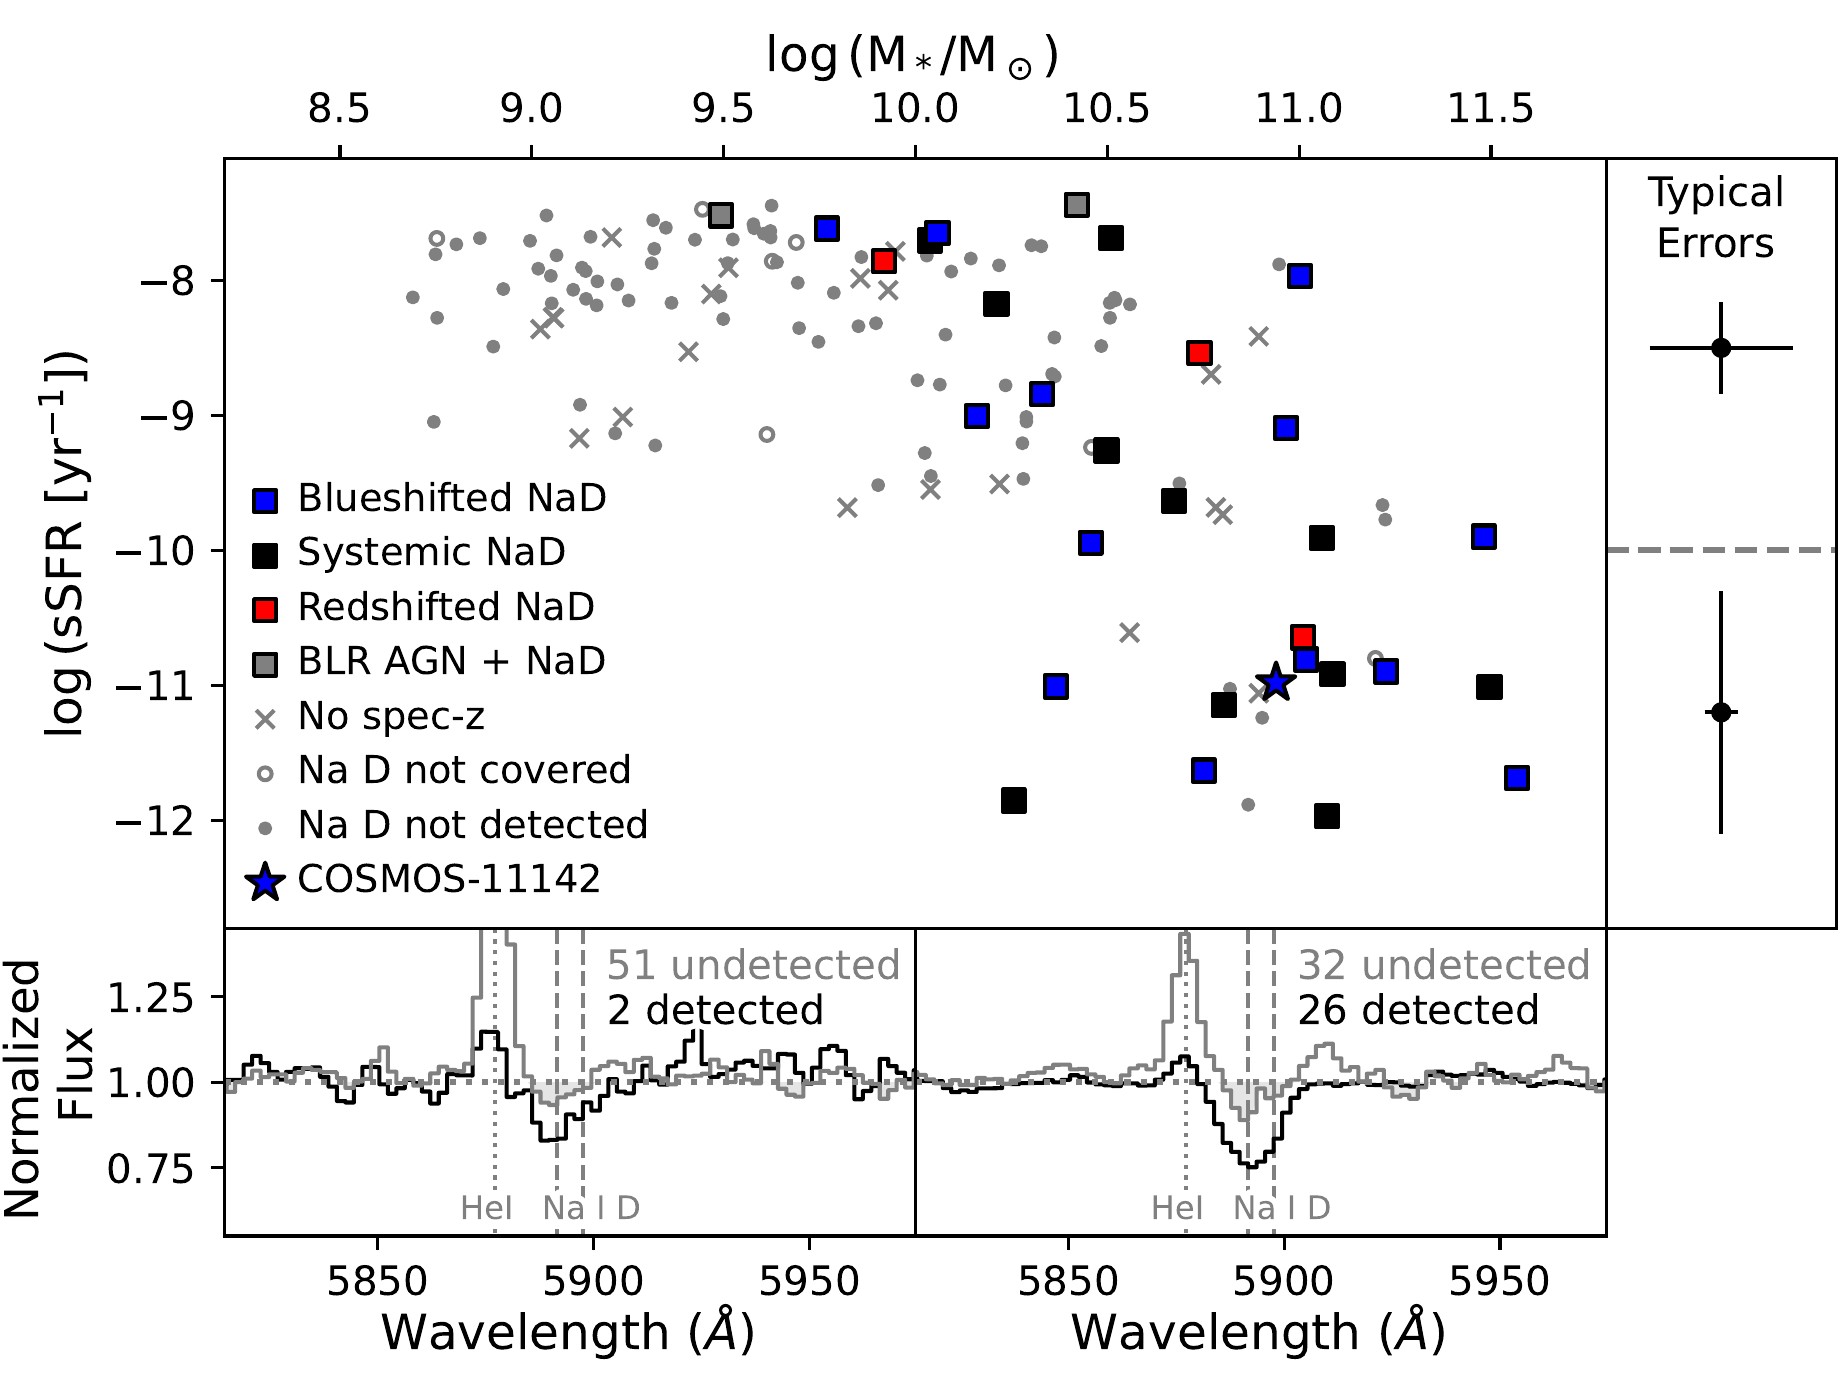 log (M∗/M⊙)
8.5 9.0 9.5 10.0 10.5 11.0 11.5
Typical
Errors
log (sSFR [yr⁻¹])
−8
−9
−10
−11
−12
Blueshifted NaD
Systemic NaD
Redshifted NaD
BLR AGN + NaD
No spec-z
Na D not covered
Na D not detected
COSMOS-11142
Normalized
Flux
1.25
1.00
0.75
51 undetected
2 detected
HeI Na I D
32 undetected
26 detected
HeI Na I D
5850 5900 5950
5850 5900 5950
Wavelength (Å)
Wavelength (Å)